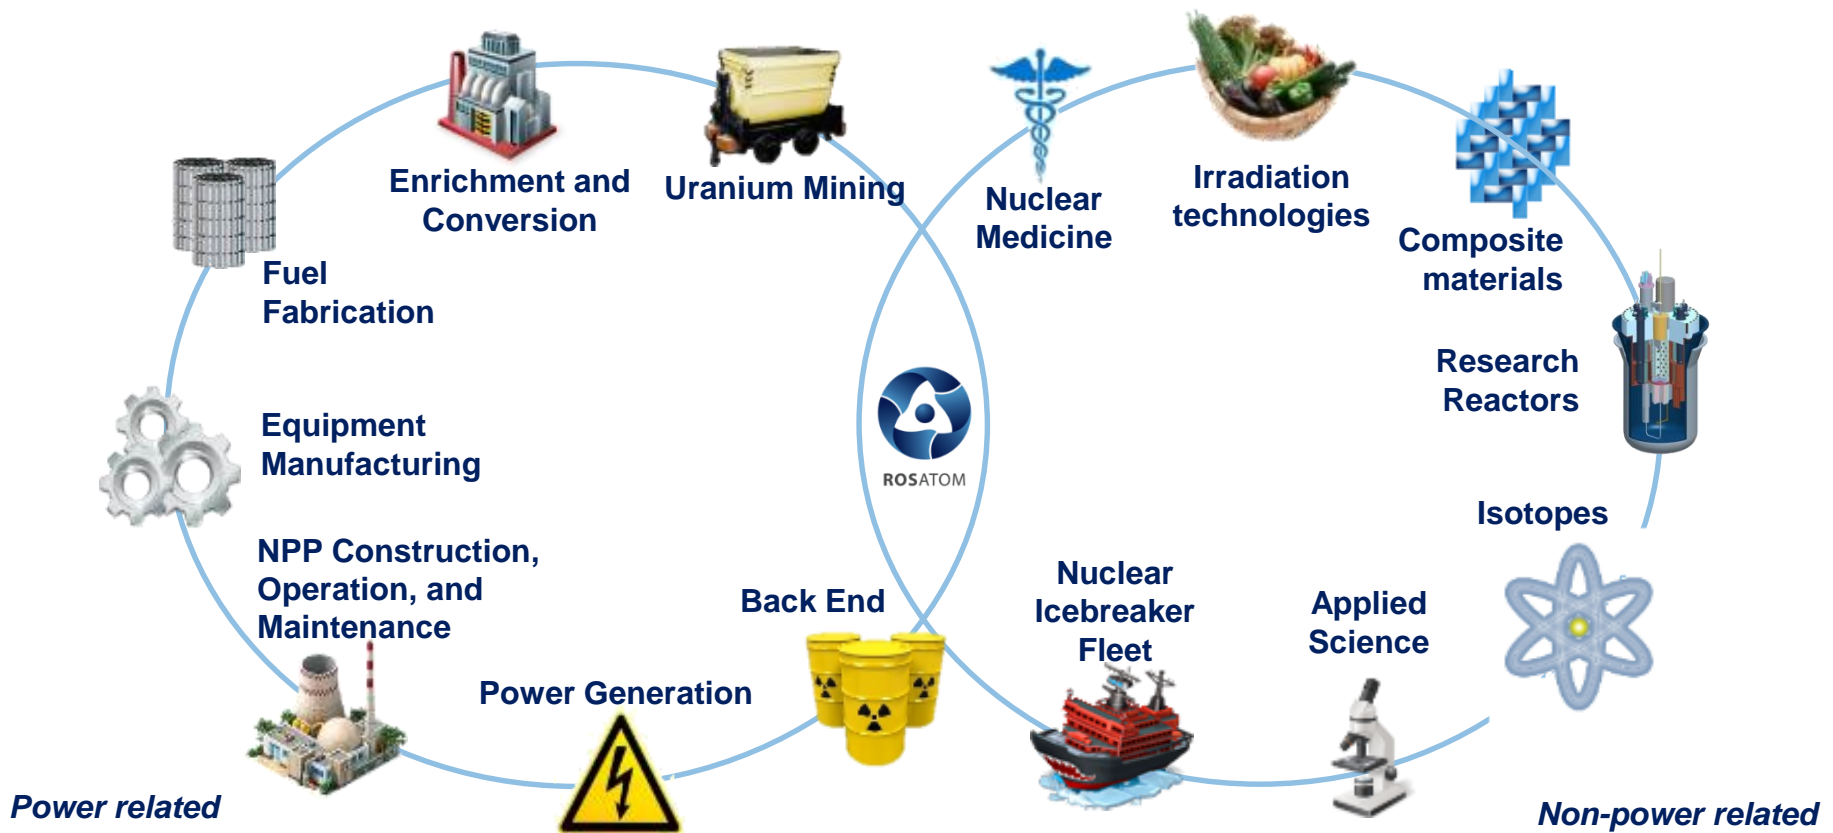 Enrichment and
Conversion
Uranium Mining
Fuel
Fabrication
Equipment
Manufacturing
NPP Construction,
Operation, and
Maintenance
Power Generation
Back End
Power related
ROSATOM
Nuclear
Medicine
Irradiation
technologies
Composite
materials
Research
Reactors
Isotopes
Applied
Science
Nuclear
Icebreaker
Fleet
Non-power related